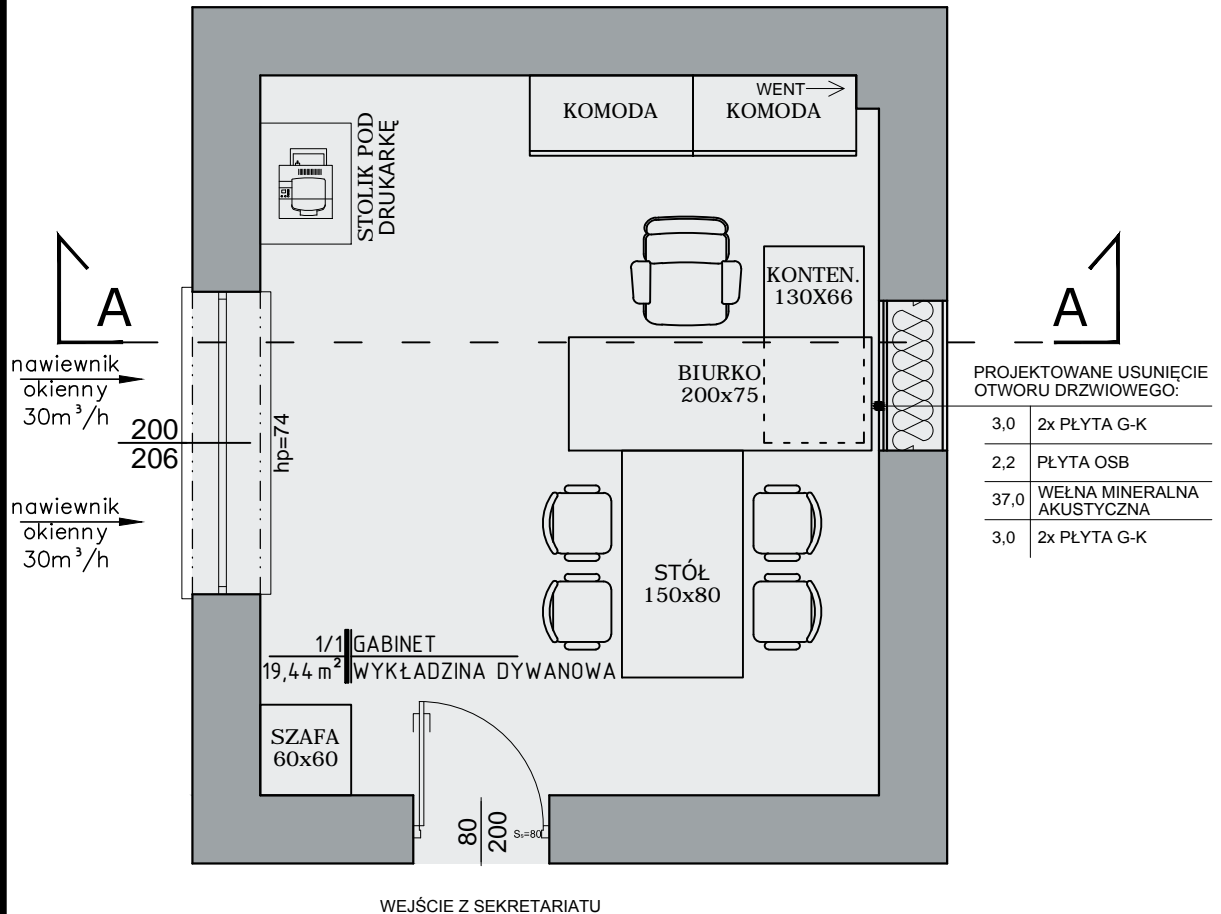 WENT
KOMODA
KOMODA
STOLIK POD
DRUKARKĘ
KONTEN.
130X66
A
A
nawiewnik
okienny
30m³/h
200
206
hp=74
nawiewnik
okienny
30m³/h
BIURKO
200x75
PROJEKTOWANE USUNIĘCIE
OTWORU DRZWIOWEGO:
3,0 2x PŁYTA G-K
2,2 PŁYTA OSB
37,0 WEŁNA MINERALNA
AKUSTYCZNA
3,0 2x PŁYTA G-K
STÓŁ
150x80
1/1 GABINET
19,44 m² WYKŁADZINA DYWANOWA
SZAFA
60x60
80
200
Sₛ=80
WEJŚCIE Z SEKRETARIATU